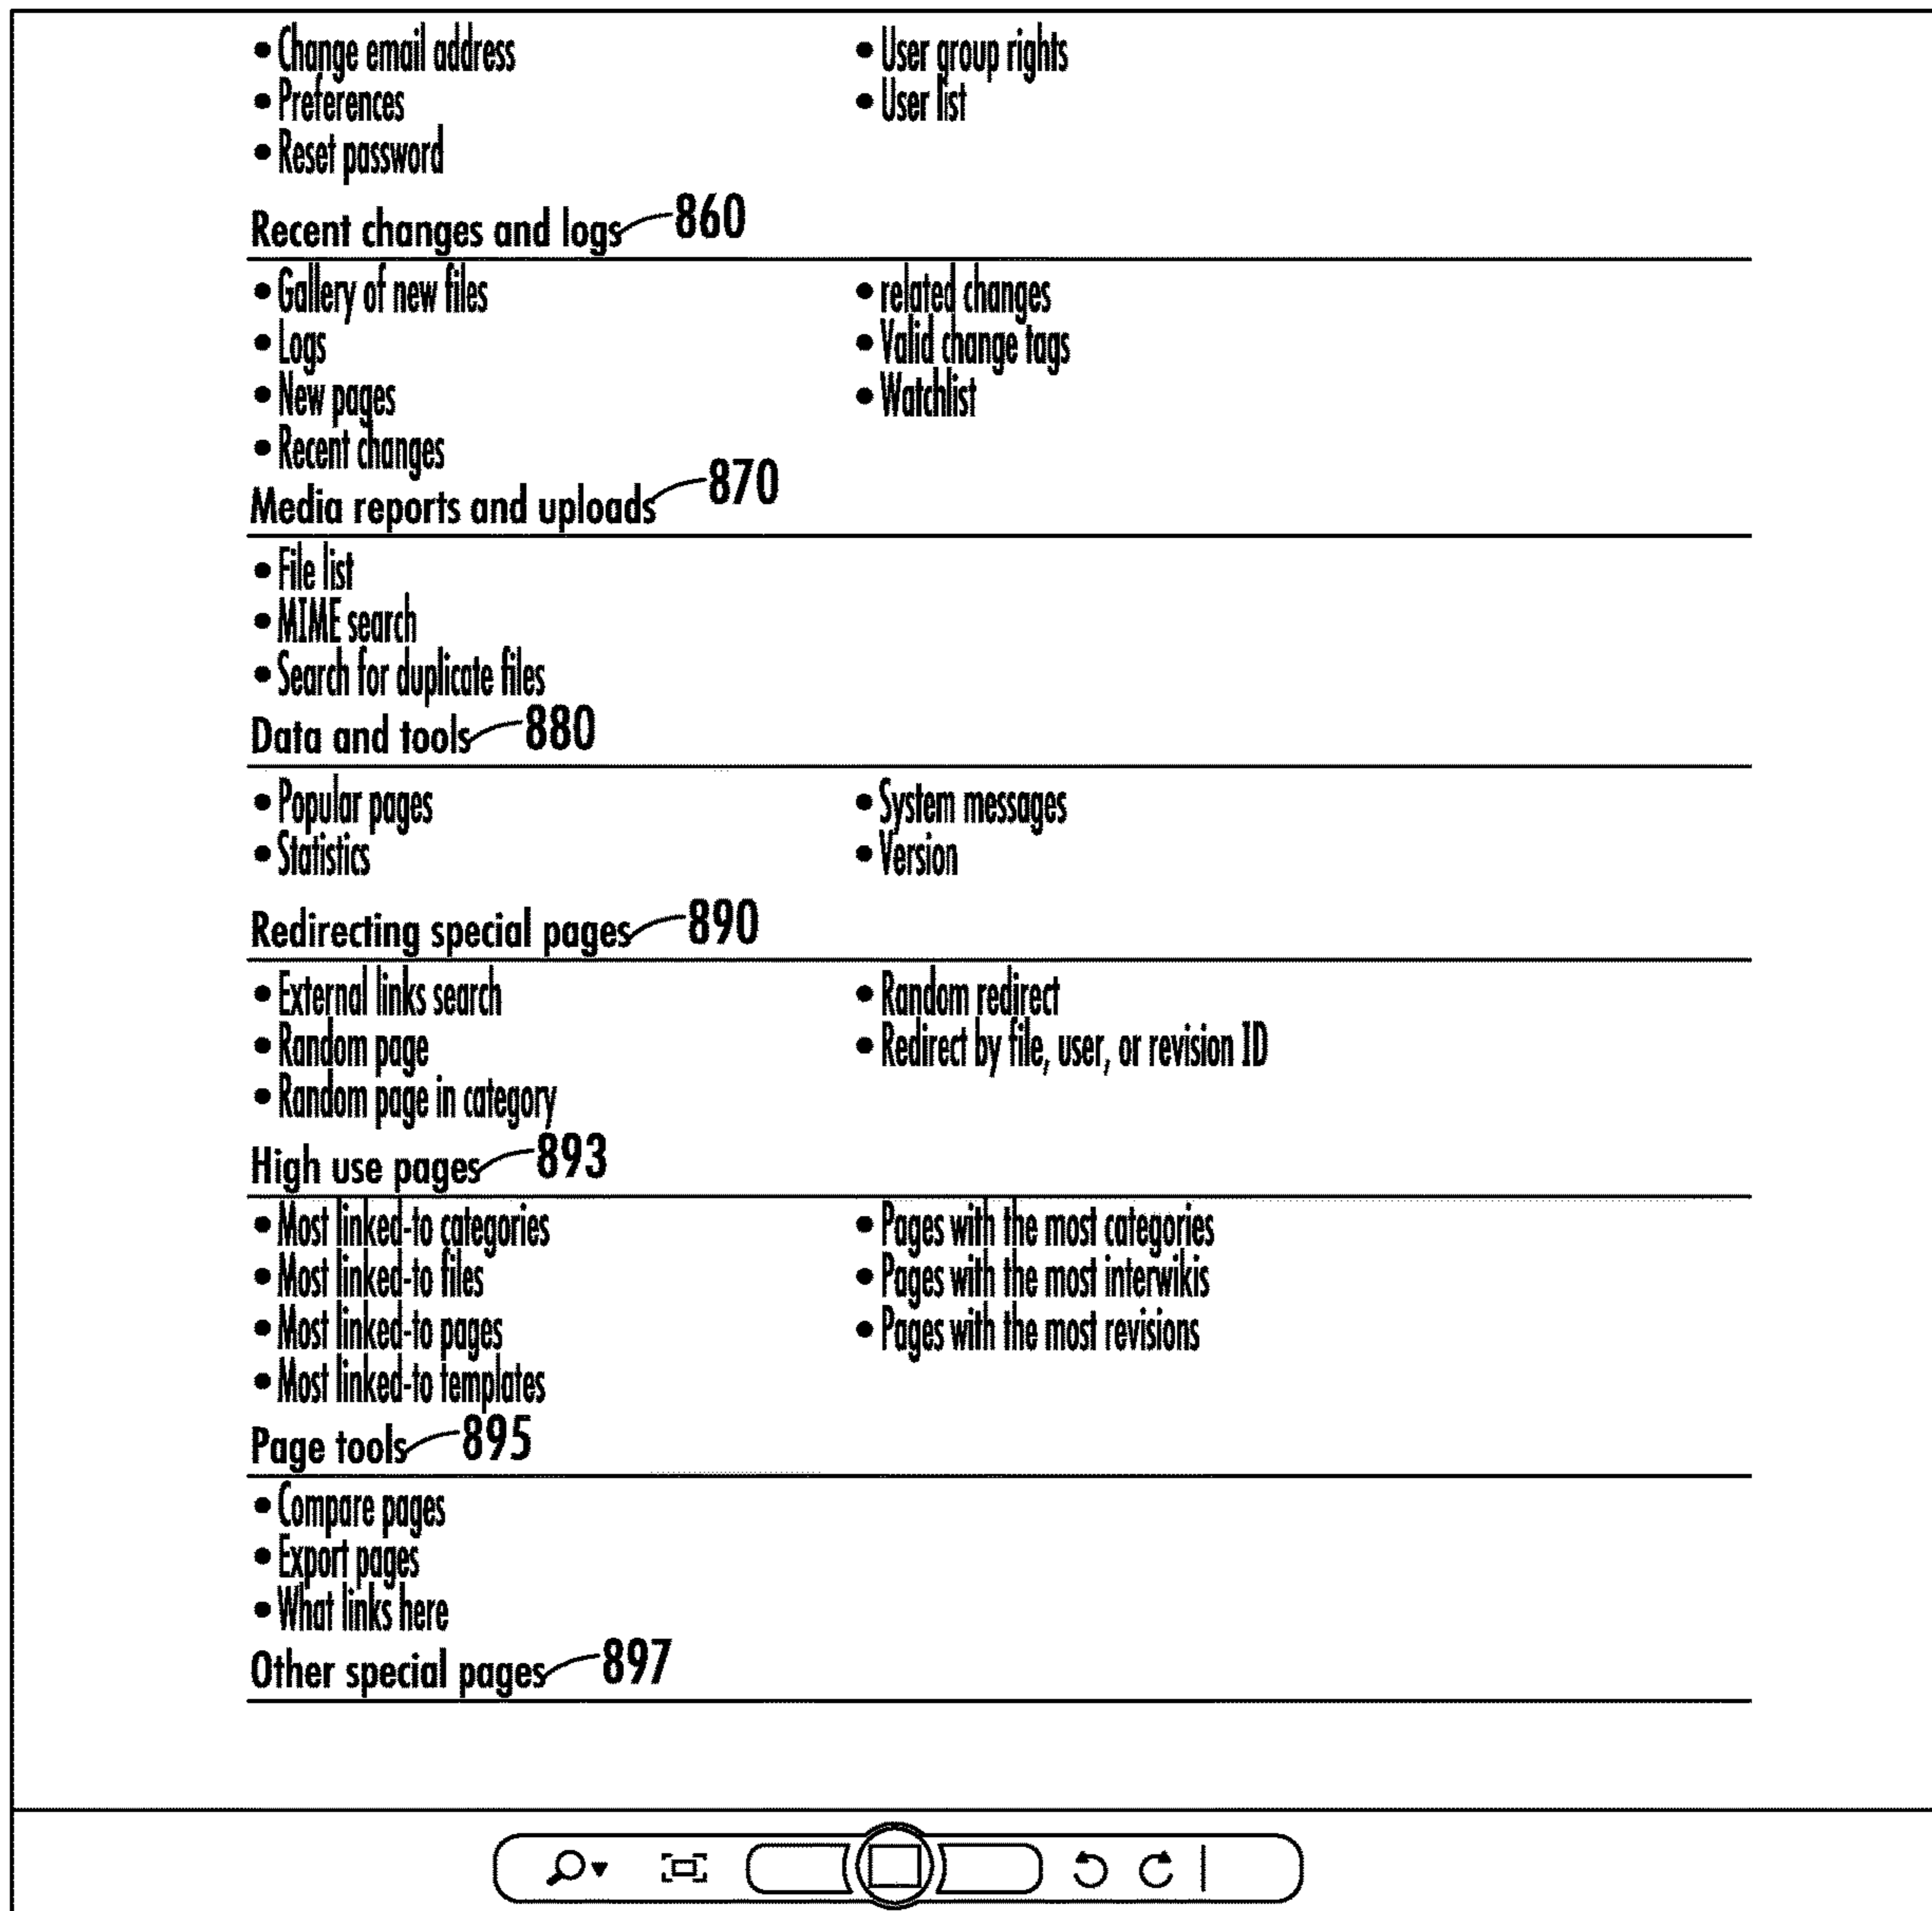 • Change email address
• Preferences
• Reset password
• User group rights
• User list
Recent changes and logs 860
• Gallery of new files
• Logs
• New pages
• Recent changes
• related changes
• Valid change tags
• Watchlist
Media reports and uploads 870
• File list
• MIME search
• Search for duplicate files
Data and tools 880
• Popular pages
• Statistics
• System messages
• Version
Redirecting special pages 890
• External links search
• Random page
• Random page in category
• Random redirect
• Redirect by file, user, or revision ID
High use pages 893
• Most linked-to categories
• Most linked-to files
• Most linked-to pages
• Most linked-to templates
• Pages with the most categories
• Pages with the most interwikis
• Pages with the most revisions
Page tools 895
• Compare pages
• Export pages
• What links here
Other special pages 897